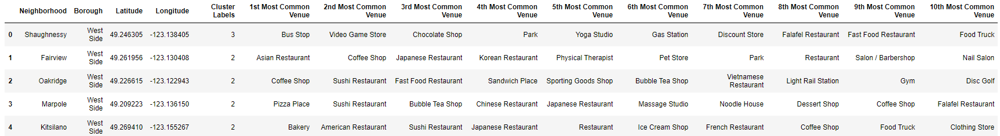 Neighborhood Borough Latitude Longitude Cluster Labels 1st Most Common Venue 2nd Most Common Venue 3rd Most Common Venue 4th Most Common Venue 5th Most Common Venue 6th Most Common Venue 7th Most Common Venue 8th Most Common Venue 9th Most Common Venue 10th Most Common Venue
0 Shaughnessy West Side 49.246305 -123.138405 3 Bus Stop Video Game Store Chocolate Shop Park Yoga Studio Gas Station Discount Store Falafel Restaurant Fast Food Restaurant Food Truck
1 Fairview West Side 49.261956 -123.130408 2 Asian Restaurant Coffee Shop Japanese Restaurant Korean Restaurant Physical Therapist Pet Store Park Restaurant Salon / Barbershop Nail Salon
2 Oakridge West Side 49.226615 -123.122943 2 Coffee Shop Sushi Restaurant Fast Food Restaurant Sandwich Place Sporting Goods Shop Bubble Tea Shop Vietnamese Restaurant Light Rail Station Gym Disc Golf
3 Marpole West Side 49.209223 -123.136150 2 Pizza Place Sushi Restaurant Bubble Tea Shop Chinese Restaurant Japanese Restaurant Massage Studio Noodle House Dessert Shop Coffee Shop Falafel Restaurant
4 Kitsilano West Side 49.269410 -123.155267 2 Bakery American Restaurant Sushi Restaurant Japanese Restaurant Restaurant Ice Cream Shop French Restaurant Coffee Shop Food Truck Clothing Store